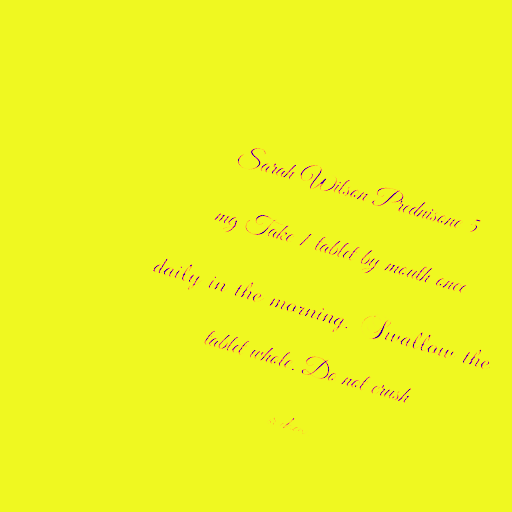 Sarah Wilson Prednisone 5
mg Take 1 tablet by mouth once
daily in the morning. Swallow the
tablet whole. Do not crush